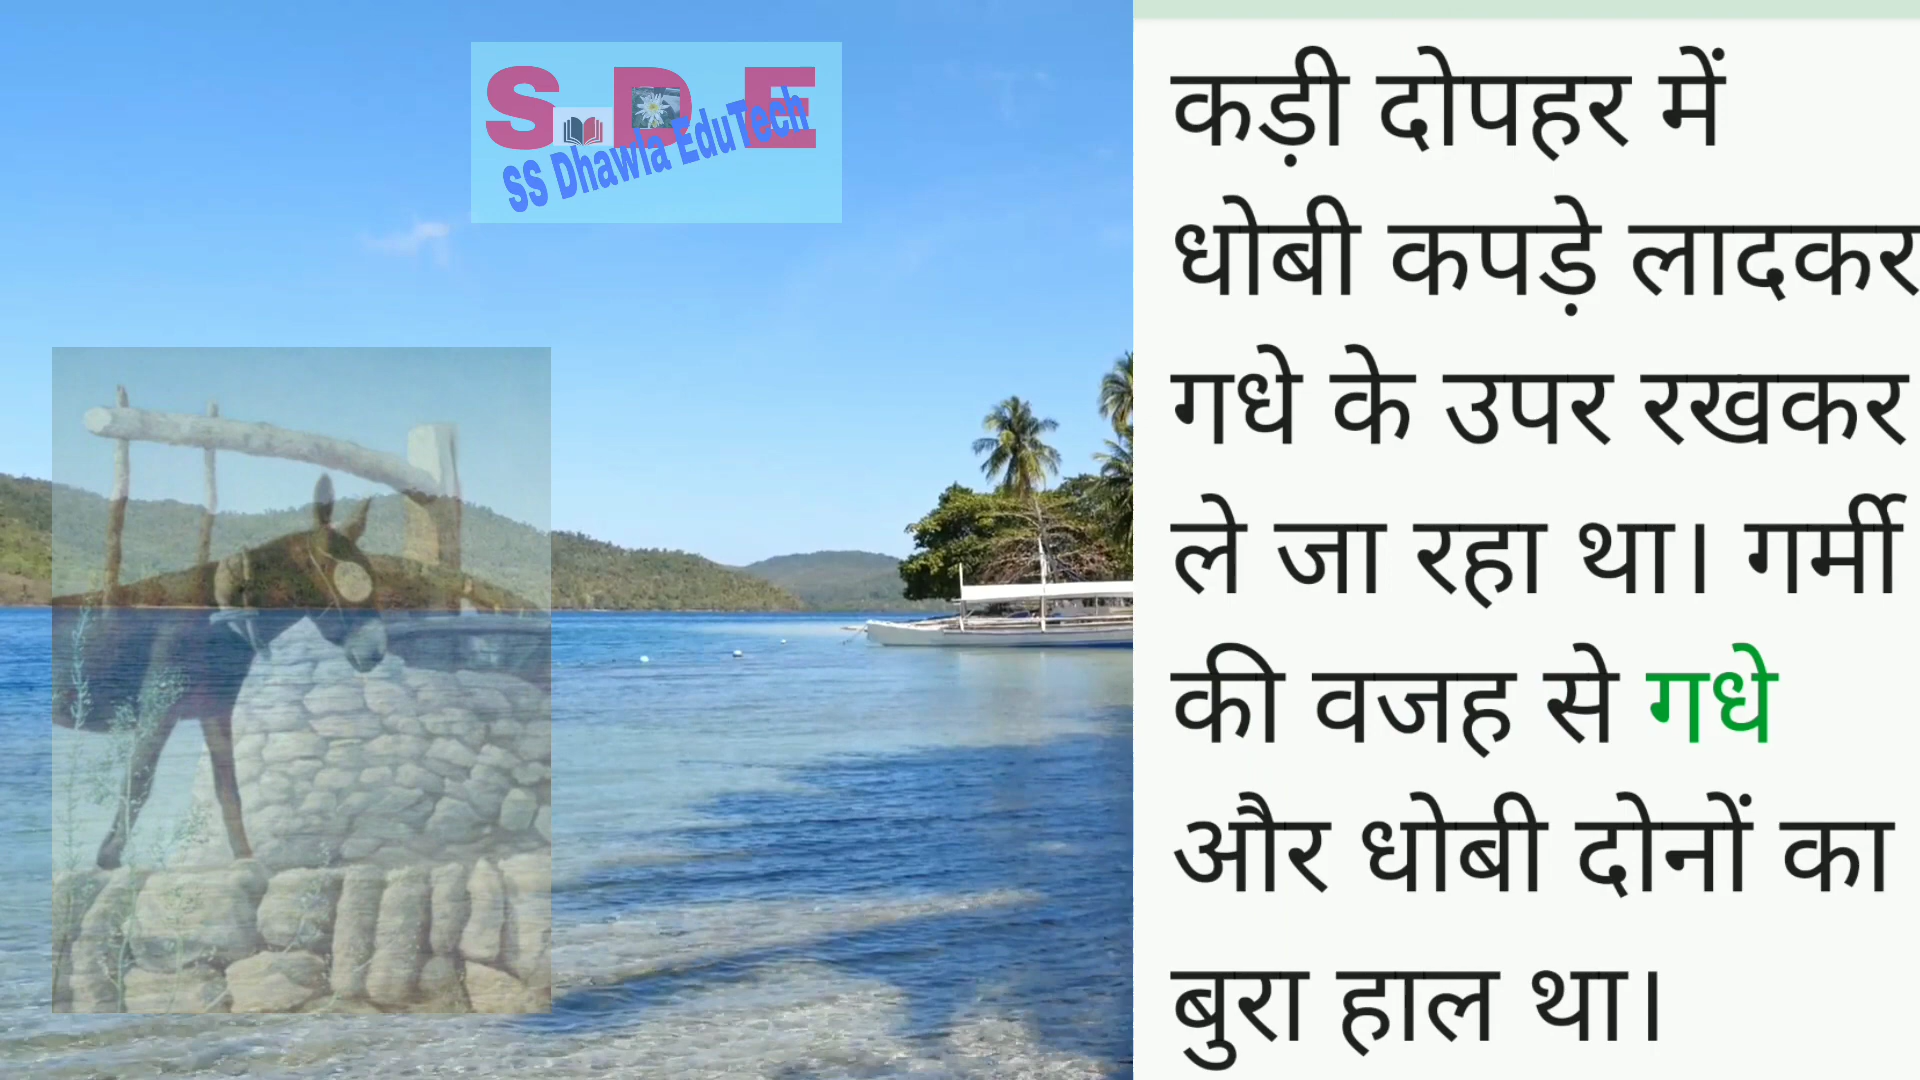 S D E
SS Dhawla EduTech
कड़ी दोपहर में
धोबी कपड़े लादकर
गधे के उपर रखकर
ले जा रहा था। गर्मी
की वजह से गधे
और धोबी दोनों का
बुरा हाल था।